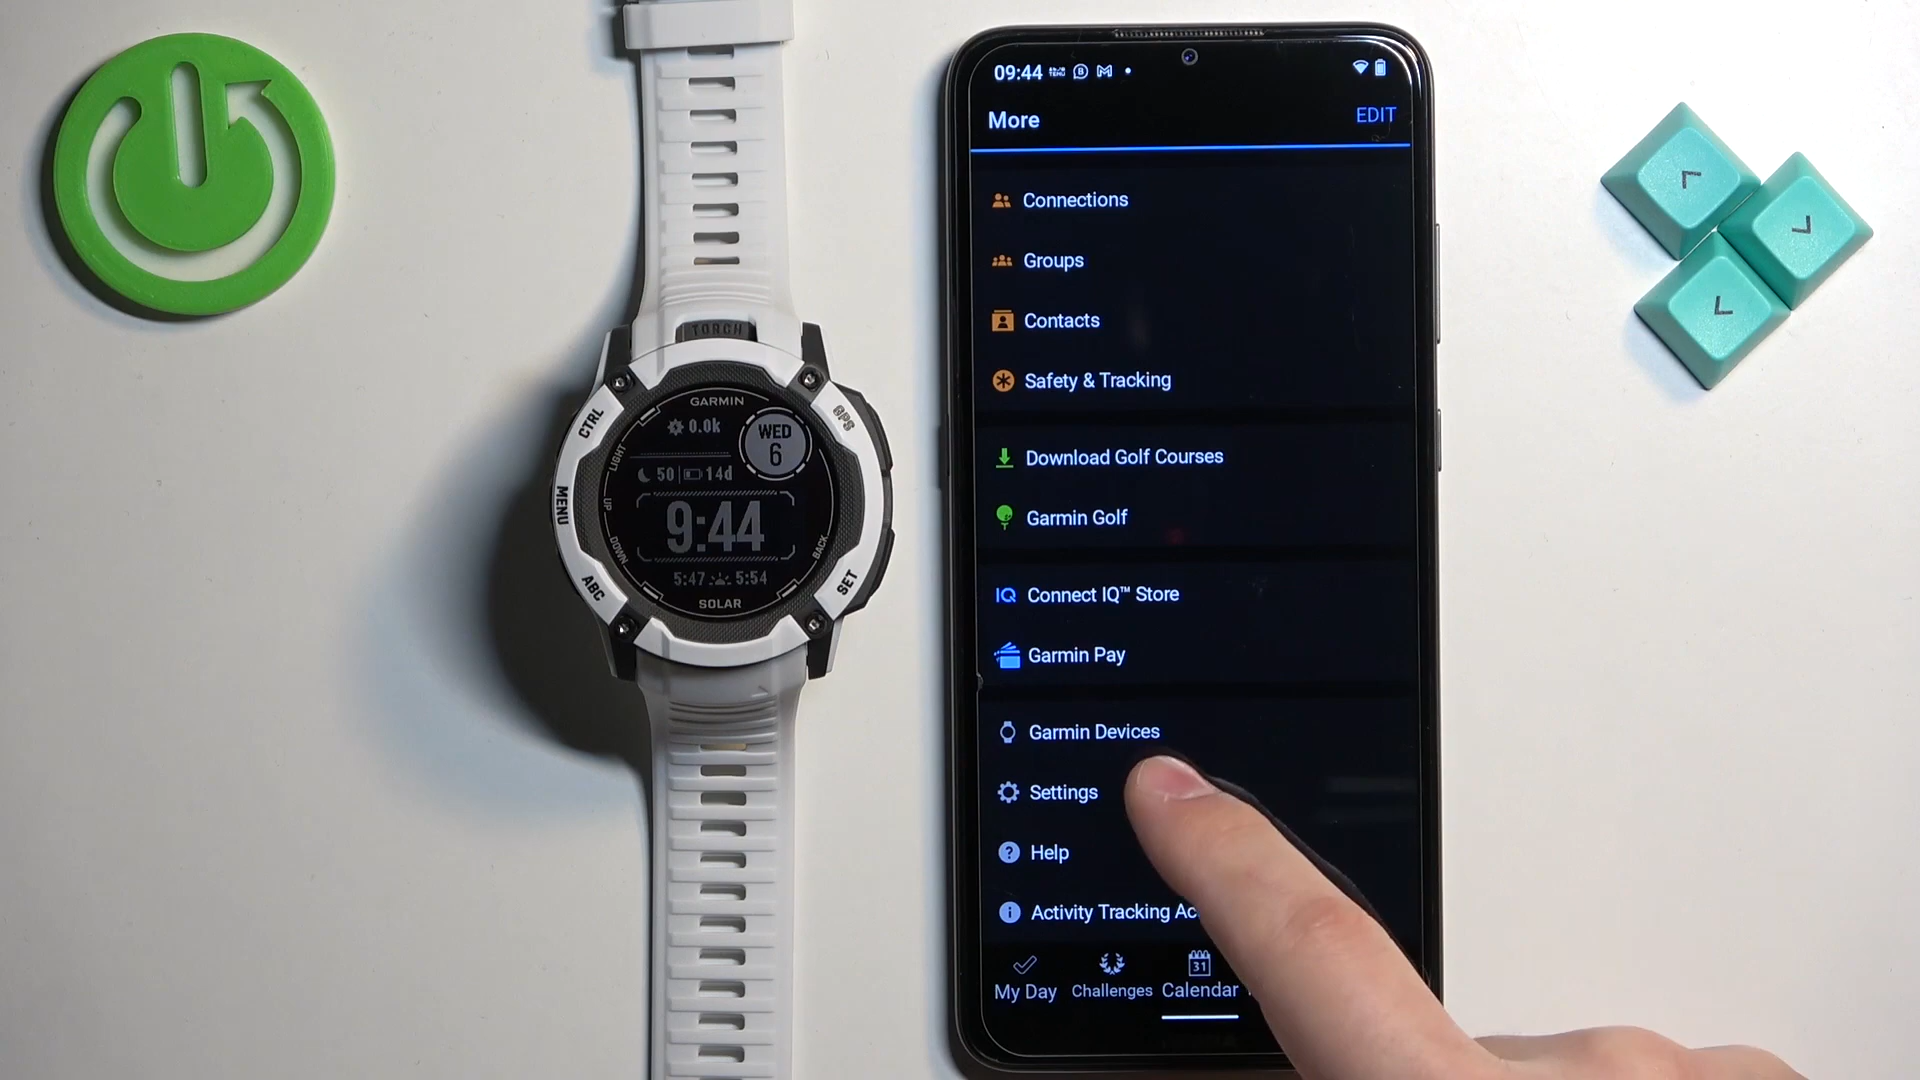 TORCH
CTRL
GPS
LIGHT
MENU
UP
DOWN
ABC
BACK
SET
GARMIN
0.0k
WED
6
50
14d
9:44
5:47
5:54
SOLAR
09:44
More
EDIT
Connections
Groups
Contacts
Safety & Tracking
Download Golf Courses
Garmin Golf
IQ Connect IQ™ Store
Garmin Pay
Garmin Devices
Settings
Help
Activity Tracking Ac
31
My Day
Challenges
Calendar